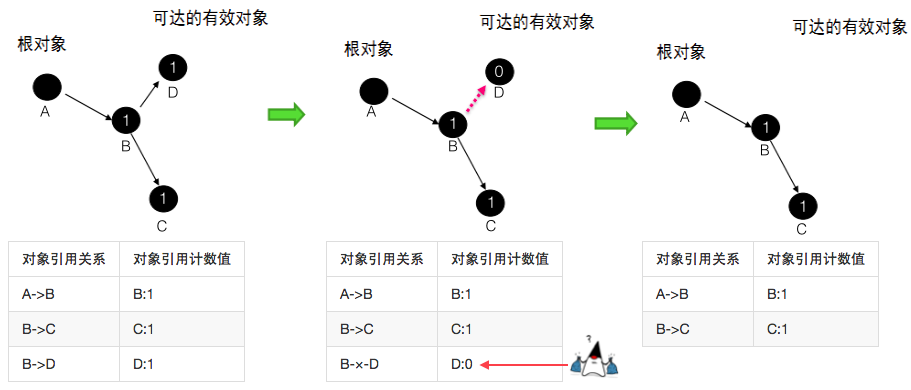 可达的有效对象
根对象
1
D
A
1
B
1
C
对象引用关系 对象引用计数值
A->B B:1
B->C C:1
B->D D:1
可达的有效对象
根对象
0
D
A
1
B
1
C
对象引用关系 对象引用计数值
A->B B:1
B->C C:1
B-×-D D:0
?
可达的有效对象
根对象
A
1
B
1
C
对象引用关系 对象引用计数值
A->B B:1
B->C C:1